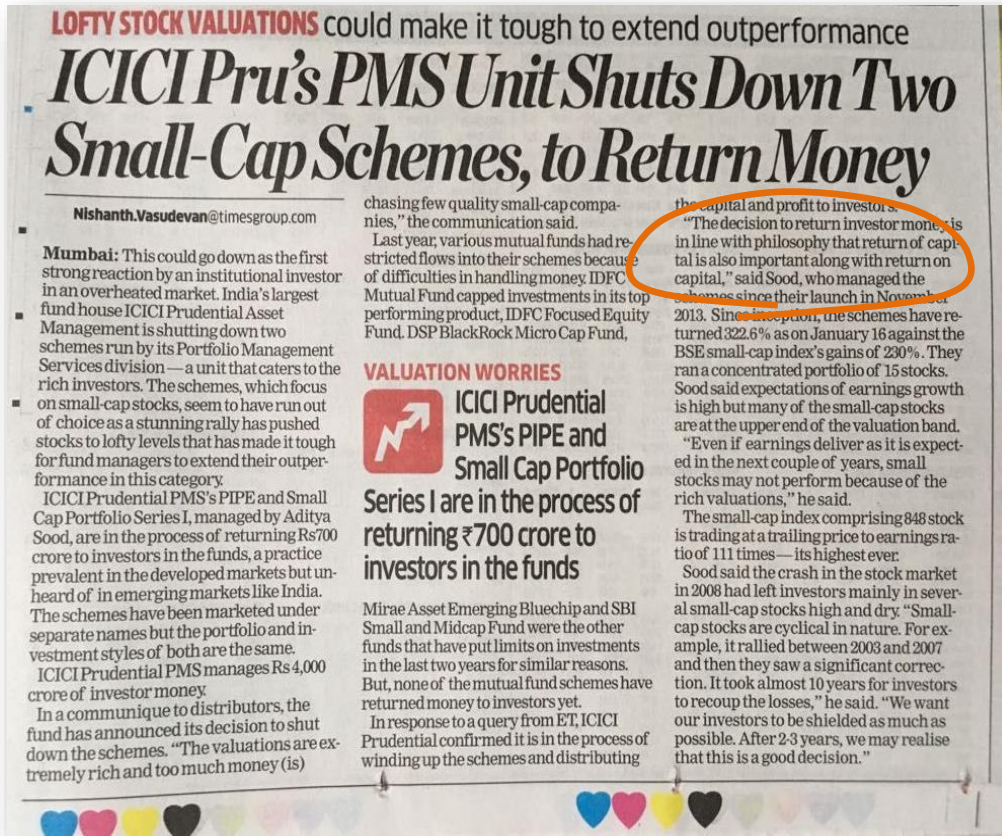 LOFTY STOCK VALUATIONS could make it tough to extend outperformance
ICICI Pru's PMS Unit Shuts Down Two
Small-Cap Schemes, to Return Money
Nishanth.Vasudevan@timesgroup.com
Mumbai: This could go down as the first
strong reaction by an institutional investor
in an overheated market. India's largest
fund house ICICI Prudential Asset
Management is shutting down two
schemes run by its Portfolio Management
Services division — a unit that caters to the
rich investors. The schemes, which focus
on small-cap stocks, seem to have run out
of choice as a stunning rally has pushed
stocks to lofty levels that has made it tough
for fund managers to extend their outper-
formance in this category.
ICICI Prudential PMS's PIPE and Small
Cap Portfolio Series I, managed by Aditya
Sood, are in the process of returning Rs700
crore to investors in the funds, a practice
prevalent in the developed markets but un-
heard of in emerging markets like India.
The schemes have been marketed under
separate names but the portfolio and in-
vestment styles of both are the same.
ICICI Prudential PMS manages Rs 4,000
crore of investor money.
In a communique to distributors, the
fund has announced its decision to shut
down the schemes. "The valuations are ex-
tremely rich and too much money (is)
chasing few quality small-cap compa-
nies," the communication said.
Last year, various mutual funds had re-
stricted flows into their schemes because
of difficulties in handling money. IDFC
Mutual Fund capped investments in its top
performing product, IDFC Focused Equity
Fund. DSP BlackRock Micro Cap Fund,
VALUATION WORRIES
ICICI Prudential
PMS's PIPE and
Small Cap Portfolio
Series I are in the process of
returning ₹700 crore to
investors in the funds
Mirae Asset Emerging Bluechip and SBI
Small and Midcap Fund were the other
funds that have put limits on investments
in the last two years for similar reasons.
But, none of the mutual fund schemes have
returned money to investors yet.
In response to a query from ET, ICICI
Prudential confirmed it is in the process of
winding up the schemes and distributing
the capital and profit to investors.
"The decision to return investor money is
in line with philosophy that return of capi-
tal is also important along with return on
capital," said Sood, who managed the
schemes since their launch in November
2013. Since inception, the schemes have re-
turned 322.6% as on January 16 against the
BSE small-cap index's gains of 230%. They
ran a concentrated portfolio of 15 stocks.
Sood said expectations of earnings growth
is high but many of the small-cap stocks
are at the upper end of the valuation band.
"Even if earnings deliver as it is expect-
ed in the next couple of years, small
stocks may not perform because of the
rich valuations," he said.
The small-cap index comprising 848 stock
is trading at a trailing price to earnings ra-
tio of 111 times — its highest ever.
Sood said the crash in the stock market
in 2008 had left investors mainly in sever-
al small-cap stocks high and dry. "Small-
cap stocks are cyclical in nature. For ex-
ample, it rallied between 2003 and 2007
and then they saw a significant correc-
tion. It took almost 10 years for investors
to recoup the losses," he said. "We want
our investors to be shielded as much as
possible. After 2-3 years, we may realise
that this is a good decision."